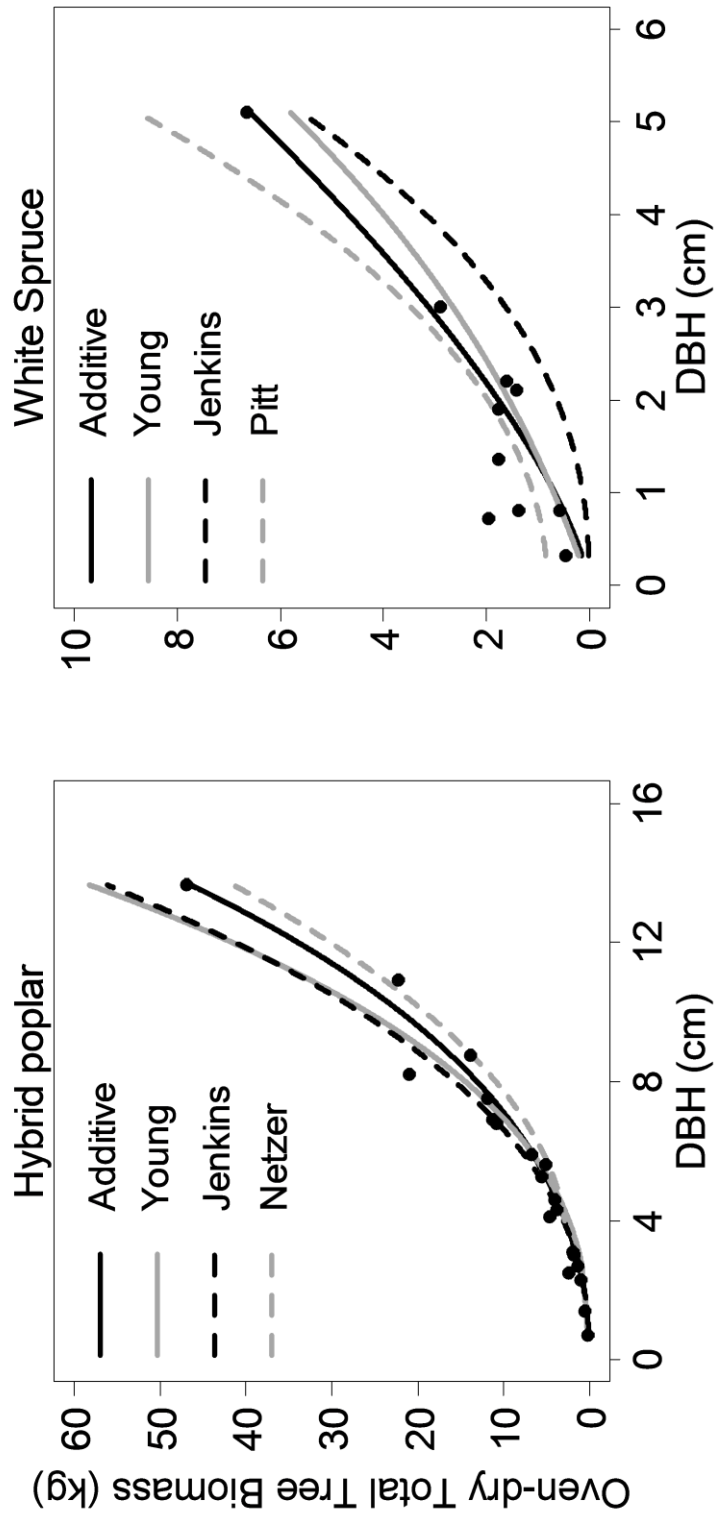 Oven-dry Total Tree Biomass (kg)
Hybrid poplar
60
50
40
30
20
10
0
Additive
Young
Jenkins
Netzer
0 4 8 12 16
DBH (cm)
White Spruce
10
8
6
4
2
0
Additive
Young
Jenkins
Pitt
0 1 2 3 4 5 6
DBH (cm)